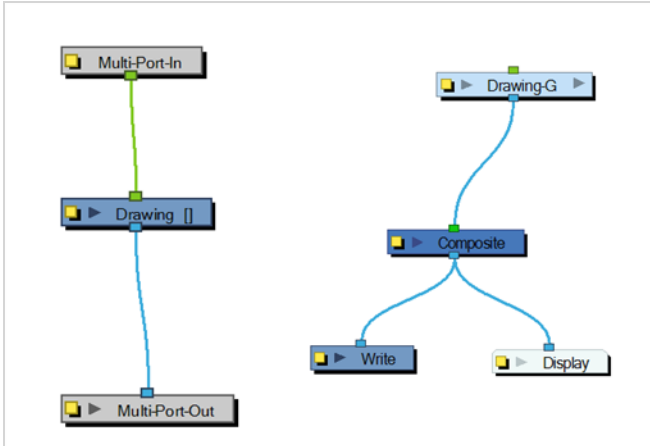 Multi-Port-In
Drawing-G
Drawing []
Composite
Write
Display
Multi-Port-Out